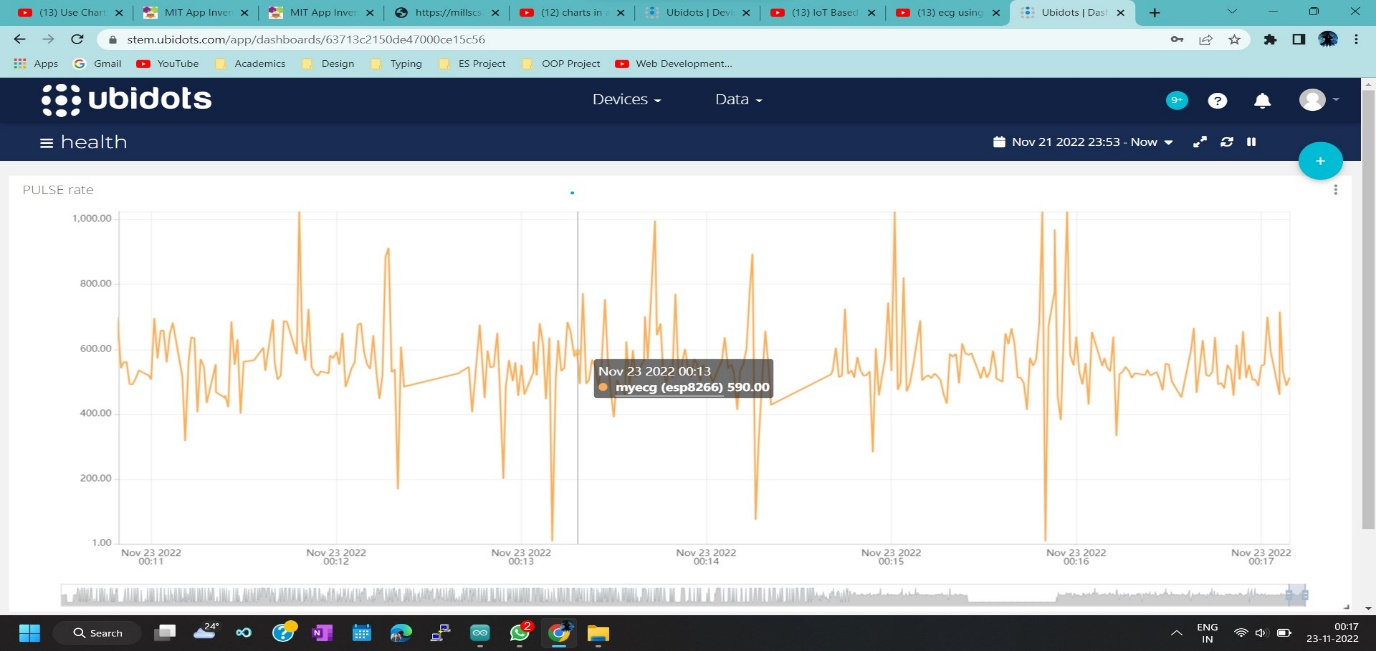 (13) Use Chart
MIT App Inven
MIT App Inven
https://millsc
(12) charts in
Ubidots | Devi
(13) IoT Based
(13) ecg using
Ubidots | Dash
stem.ubidots.com/app/dashboards/63713c2150de47000ce15c56
Apps Gmail YouTube Academics Design Typing ES Project OOP Project Web Development...
ubidots Devices Data 9+ ?
health Nov 21 2022 23:53 - Now
+
PULSE rate
1,000.00
800.00
600.00
400.00
200.00
1.00
Nov 23 2022 00:13
myecg (esp8266) 590.00
Nov 23 2022 Nov 23 2022 Nov 23 2022 Nov 23 2022 Nov 23 2022 Nov 23 2022 Nov 23 2022
00:11 00:12 00:13 00:14 00:15 00:16 00:17
Search 24° 2 ENG 00:17
IN 23-11-2022